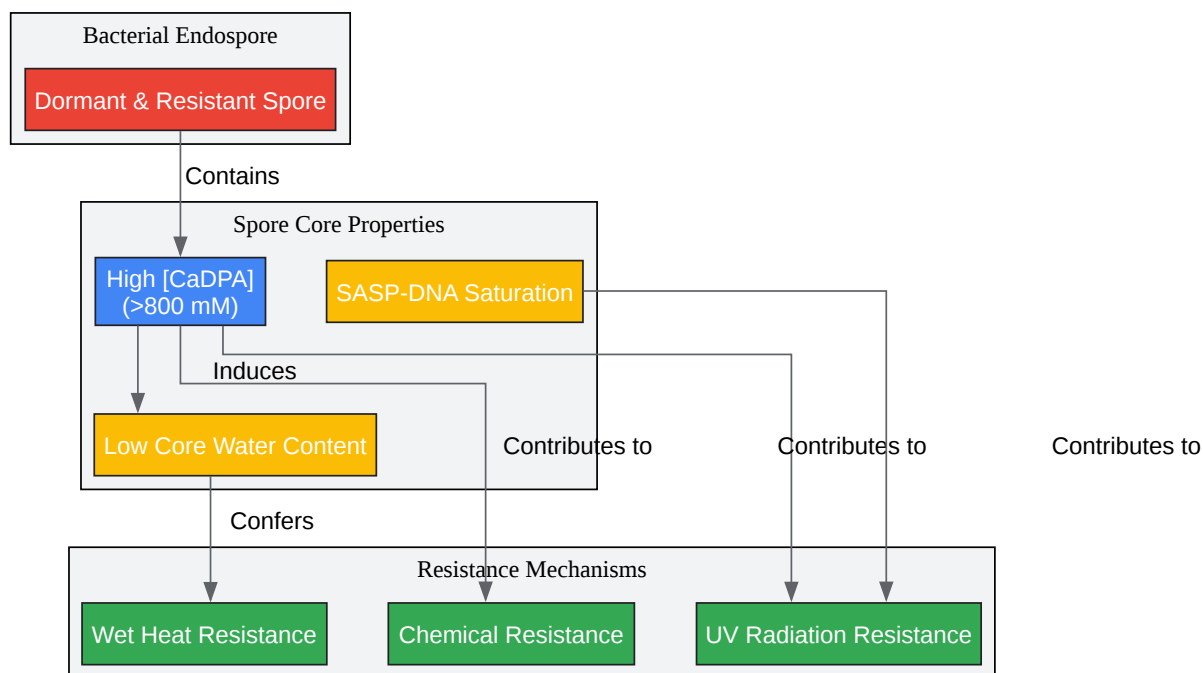 Bacterial Endospore
Dormant & Resistant Spore
Contains
Spore Core Properties
High [CaDPA]
(>800 mM)
SASP-DNA Saturation
Induces
Low Core Water Content
Contributes to
Contributes to
Contributes to
Confers
Resistance Mechanisms
Wet Heat Resistance
Chemical Resistance
UV Radiation Resistance